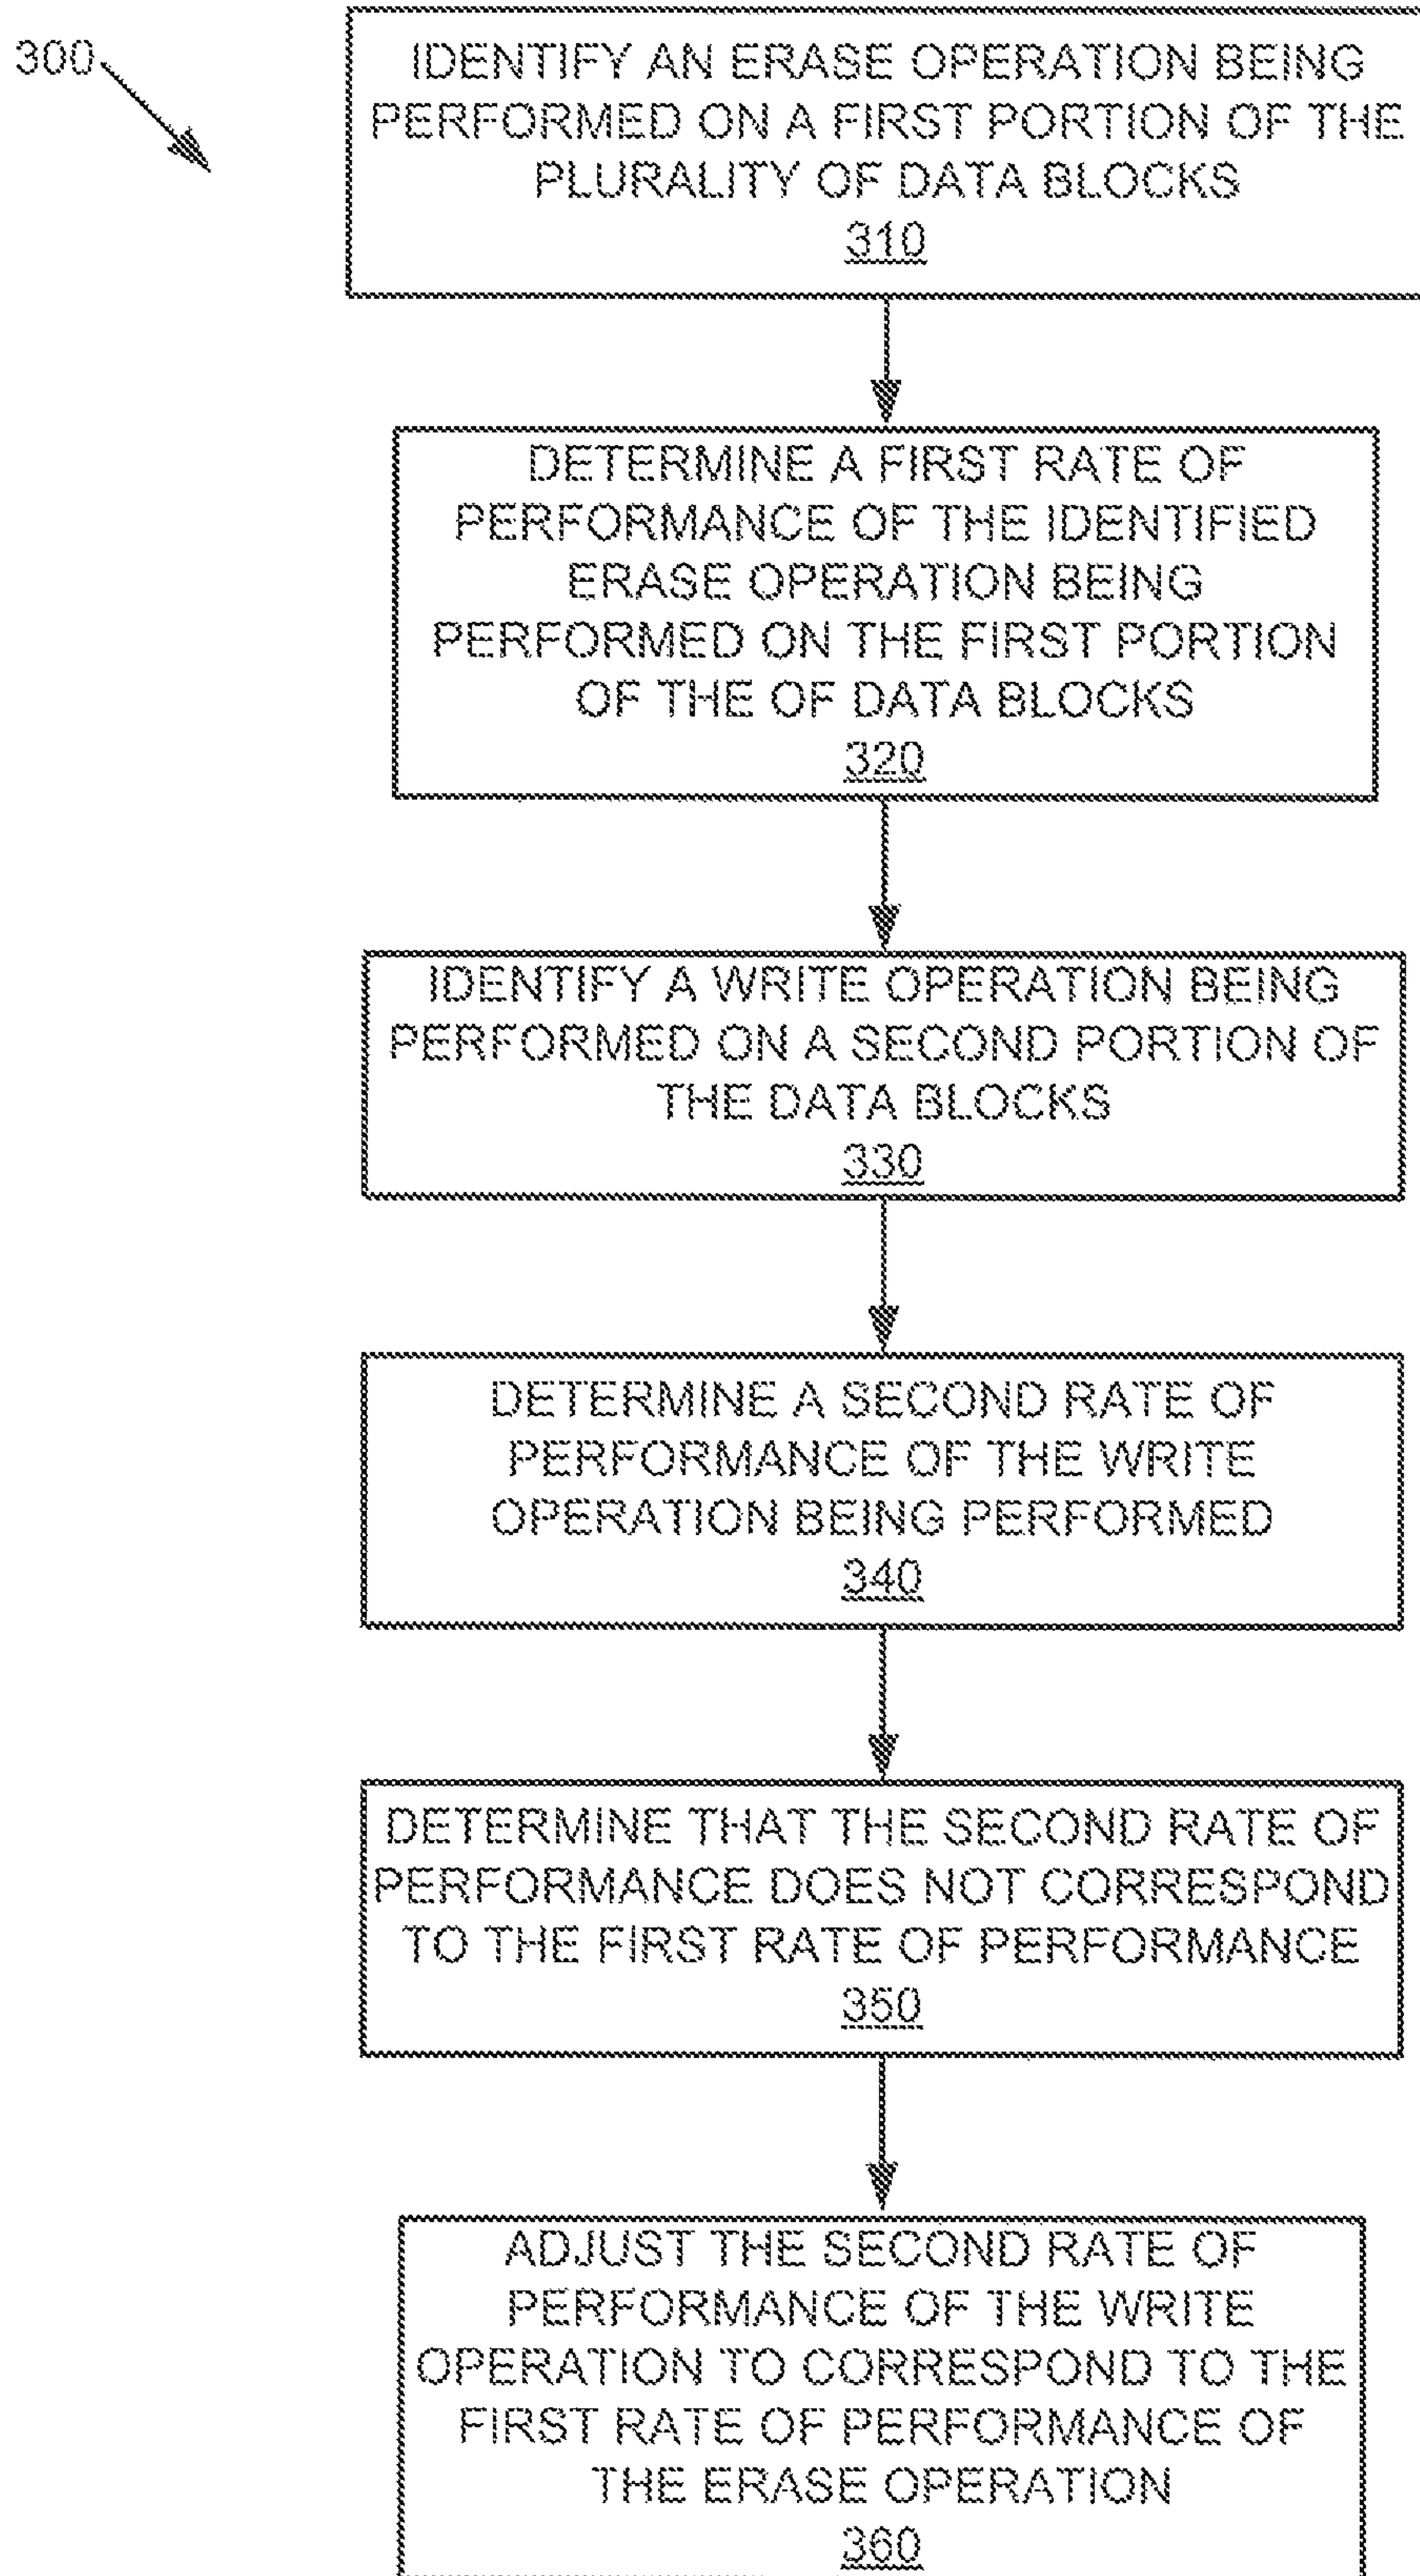 300
IDENTIFY AN ERASE OPERATION BEING
PERFORMED ON A FIRST PORTION OF THE
PLURALITY OF DATA BLOCKS
310
DETERMINE A FIRST RATE OF
PERFORMANCE OF THE IDENTIFIED
ERASE OPERATION BEING
PERFORMED ON THE FIRST PORTION
OF THE OF DATA BLOCKS
320
IDENTIFY A WRITE OPERATION BEING
PERFORMED ON A SECOND PORTION OF
THE DATA BLOCKS
330
DETERMINE A SECOND RATE OF
PERFORMANCE OF THE WRITE
OPERATION BEING PERFORMED
340
DETERMINE THAT THE SECOND RATE OF
PERFORMANCE DOES NOT CORRESPOND
TO THE FIRST RATE OF PERFORMANCE
350
ADJUST THE SECOND RATE OF
PERFORMANCE OF THE WRITE
OPERATION TO CORRESPOND TO THE
FIRST RATE OF PERFORMANCE OF
THE ERASE OPERATION
360